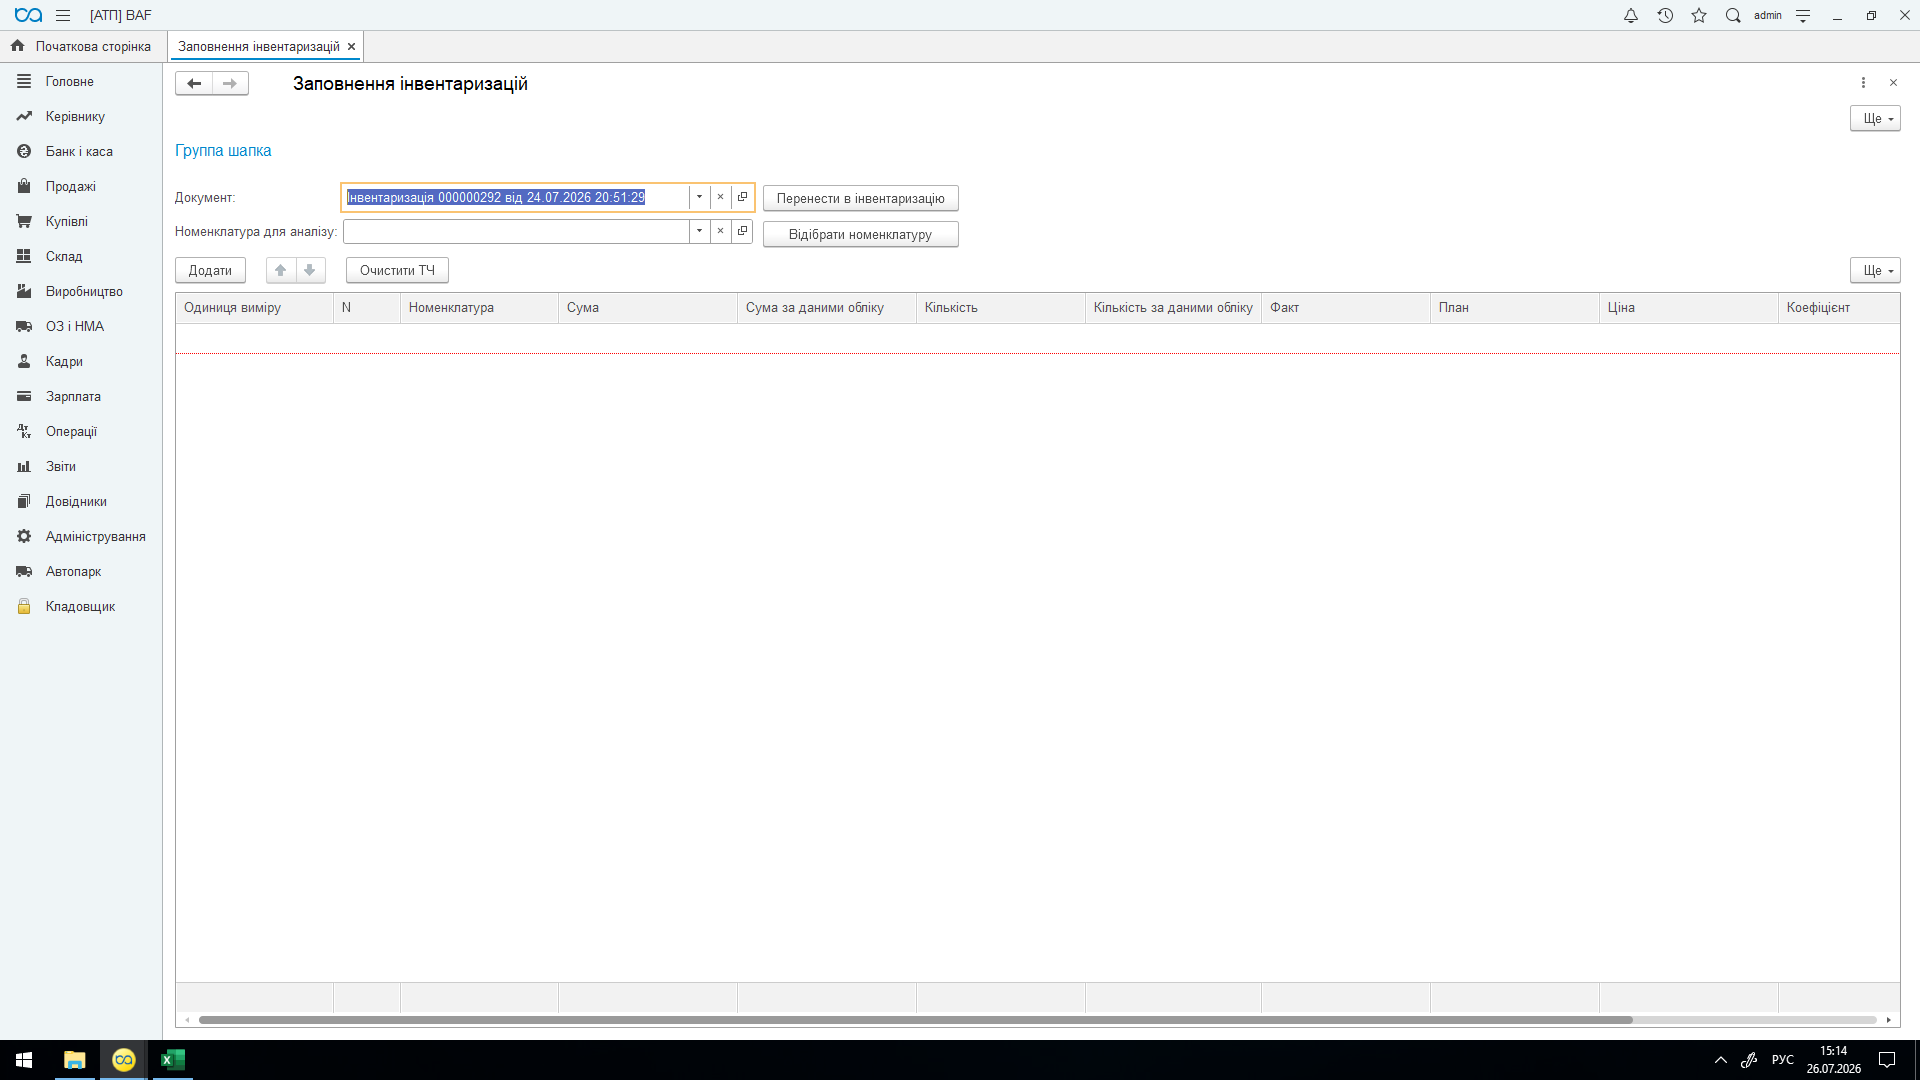 [АТП] BAF
admin
Початкова сторінка
Заповнення інвентаризацій
Головне
Керівнику
Банк і каса
Продажі
Купівлі
Склад
Виробництво
ОЗ і НМА
Кадри
Зарплата
Операції
Звіти
Довідники
Адміністрування
Автопарк
Кладовщик
Заповнення інвентаризацій
Ще
Группа шапка
Документ:
Інвентаризація 000000292 від 24.07.2026 20:51:29
Перенести в інвентаризацію
Номенклатура для аналізу:
Відібрати номенклатуру
Додати
Очистити ТЧ
Ще
Одиниця виміру
N
Номенклатура
Сума
Сума за даними обліку
Кількість
Кількість за даними обліку
Факт
План
Ціна
Коефіцієнт
РУС
15:14
26.07.2026